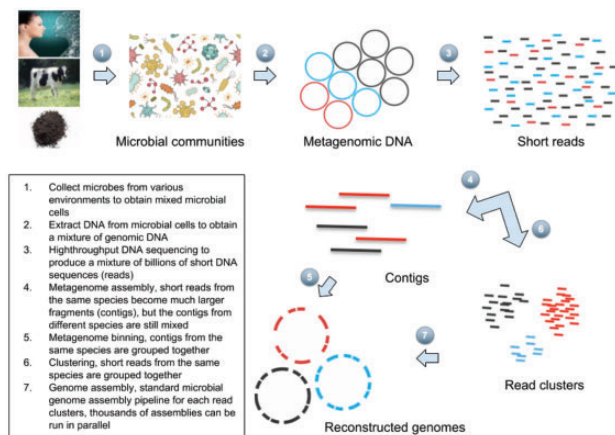 1
2
3
Microbial communities
Metagenomic DNA
Short reads
1. Collect microbes from various
environments to obtain mixed microbial
cells
2. Extract DNA from microbial cells to obtain
a mixture of genomic DNA
3. Highthroughput DNA sequencing to
produce a mixture of billions of short DNA
sequences (reads)
4. Metagenome assembly, short reads from
the same species become much larger
fragments (contigs), but the contigs from
different species are still mixed
5. Metagenome binning, contigs from
the same species are grouped together
6. Clustering, short reads from the same
species are grouped together
7. Genome assembly, standard microbial
genome assembly pipeline for each read
clusters, thousands of assemblies can be
run in parallel
4
6
Contigs
5
7
Read clusters
Reconstructed genomes